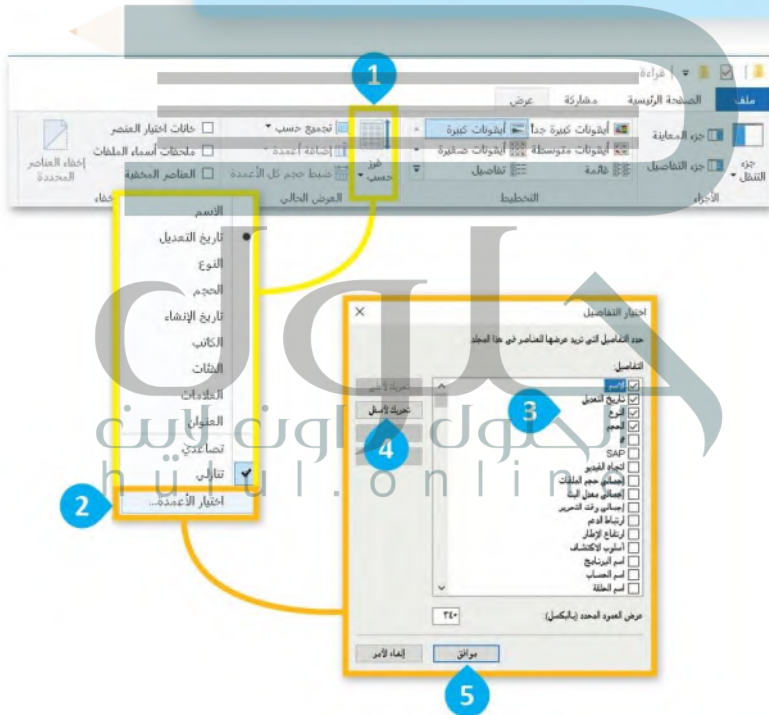 1
قراءة
ملف
الصفحة الرئيسية
مشاركة
عرض
جزء التنقل
جزء المعاينة
جزء التفاصيل
الأجزاء
أيقونات كبيرة جداً
أيقونات كبيرة
أيقونات متوسطة
أيقونات صغيرة
قائمة
تفاصيل
التخطيط
فرز حسب
تجميع حسب
إضافة أعمدة
ضبط حجم كل الأعمدة
العرض الحالي
خانات اختيار العنصر
ملحقات أسماء الملفات
العناصر المخفية
إخفاء العناصر المحددة
الاسم
تاريخ التعديل
النوع
الحجم
تاريخ الإنشاء
الكاتب
الفئات
العلامات
العنوان
تصاعدي
تنازلي
اختيار الأعمدة...
2
اختيار التفاصيل
حدد التفاصيل التي تريد عرضها للعناصر في هذا المجلد
التفاصيل:
الاسم
تاريخ التعديل
النوع
الحجم
#
SAP
اتجاه الفيديو
إجمالي حجم الملفات
إجمالي معدل البث
إجمالي وقت التحرير
ارتباط الدعم
ارتفاع الإطار
أسلوب الاكتشاف
اسم البرنامج
اسم الحساب
اسم الحلقة
3
تحريك لأعلى
تحريك لأسفل
4
عرض العمود المحدد (بالبكسل):
٣٤٠
موافق
إلغاء الأمر
5
حلول
الحلول اون لاين
hulul.online